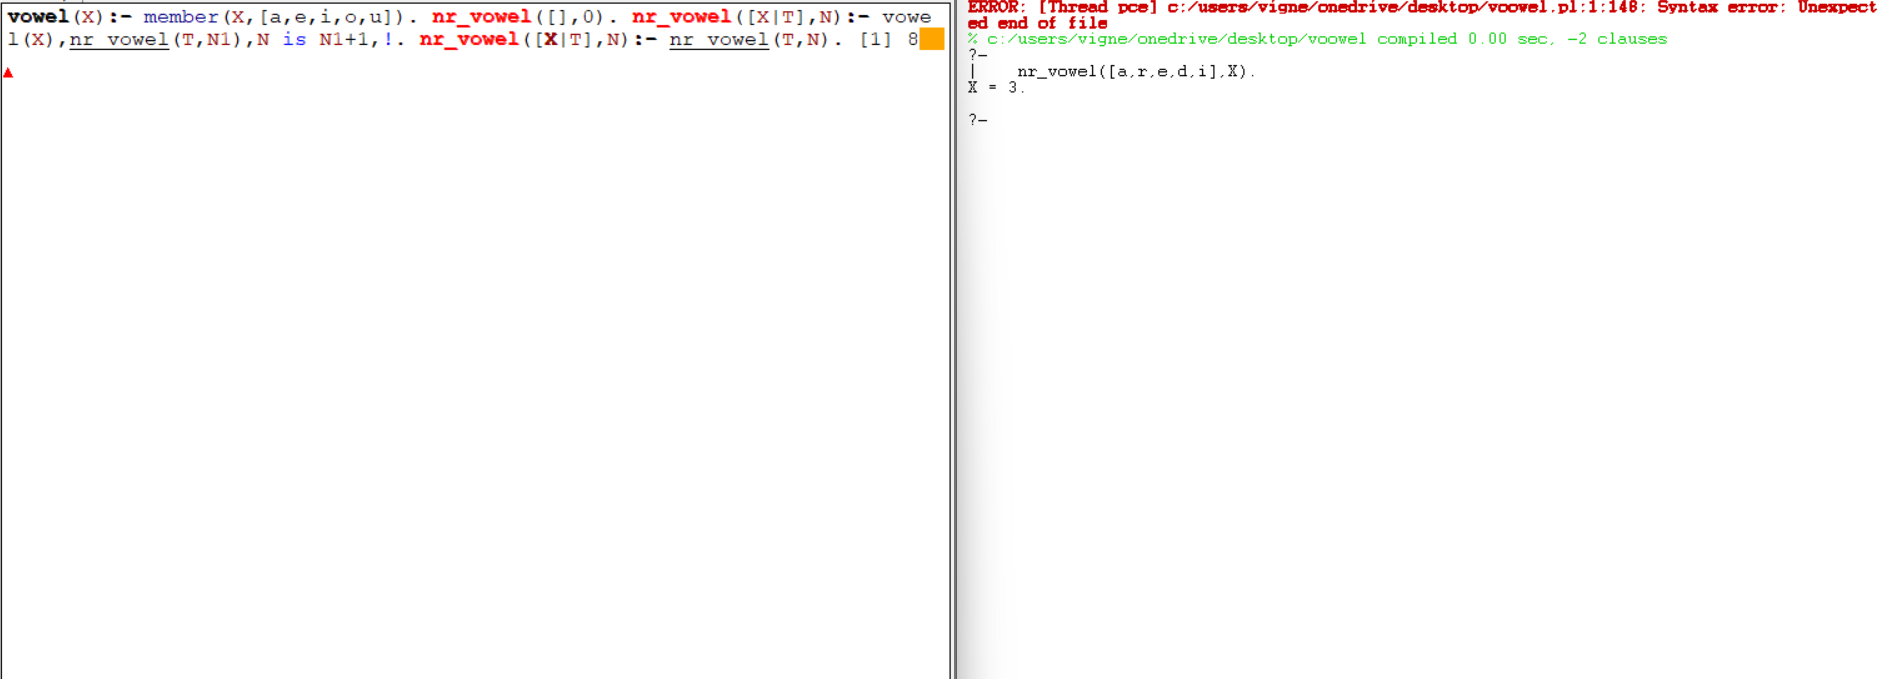 vowel(X):- member(X,[a,e,i,o,u]). nr_vowel([],0). nr_vowel([X|T],N):- vowe
l(X),nr_vowel(T,N1),N is N1+1,!. nr_vowel([X|T],N):- nr_vowel(T,N). [1] 8
ERROR: [Thread pce] c:/users/vigne/onedrive/desktop/voowel.pl:1:148: Syntax error: Unexpect
ed end of file
% c:/users/vigne/onedrive/desktop/voowel compiled 0.00 sec, -2 clauses
?-
|    nr_vowel([a,r,e,d,i],X).
X = 3.
?-